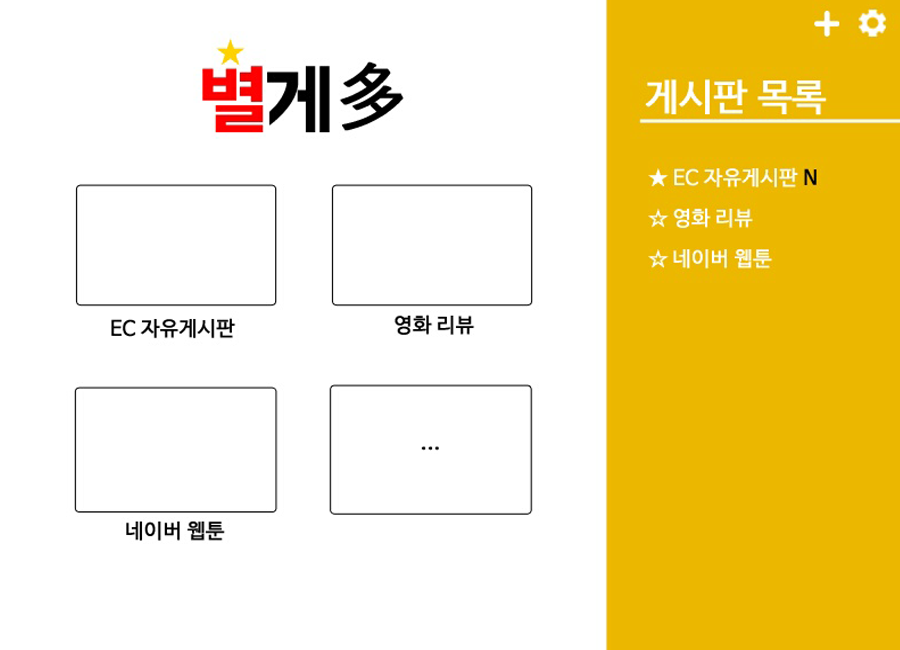 별게多
EC 자유게시판
영화 리뷰
네이버 웹툰
...
게시판 목록
★ EC 자유게시판 N
☆ 영화 리뷰
☆ 네이버 웹툰